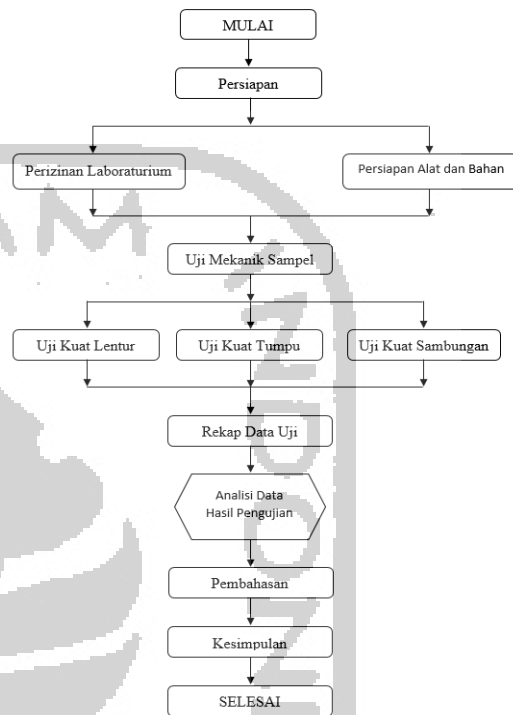 MULAI
Persiapan
Perizinan Laboraturium
Persiapan Alat dan Bahan
Uji Mekanik Sampel
Uji Kuat Lentur
Uji Kuat Tumpu
Uji Kuat Sambungan
Rekap Data Uji
Analisi Data
Hasil Pengujian
Pembahasan
Kesimpulan
SELESAI